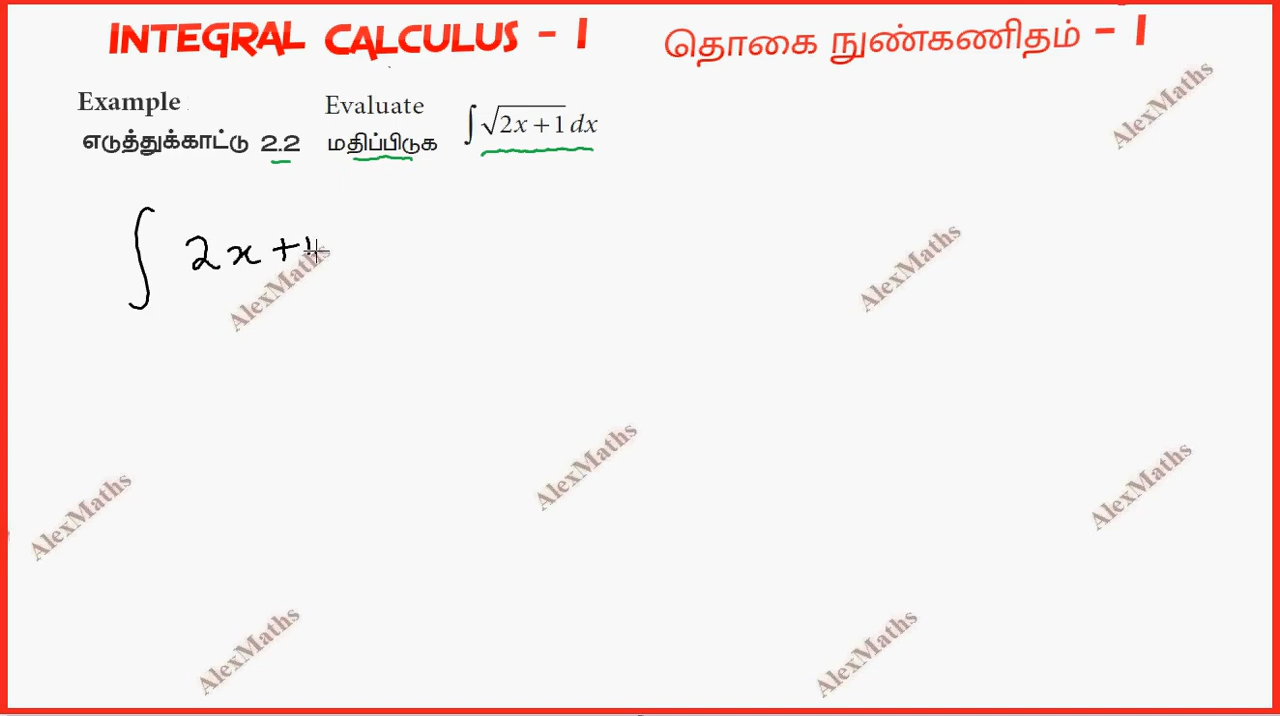 INTEGRAL CALCULUS - I தொகை நுண்கணிதம் - I
Example Evaluate ∫√(2x+1) dx
எடுத்துக்காட்டு 2.2 மதிப்பிடுக
∫ 2x+1
AlexMaths
AlexMaths
AlexMaths
AlexMaths
AlexMaths
AlexMaths
AlexMaths
AlexMaths